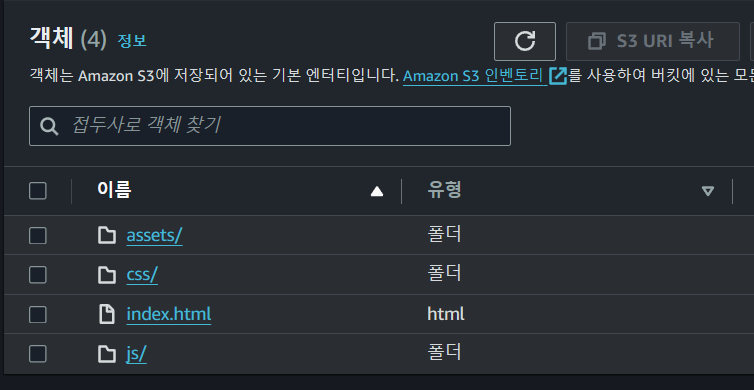 객체 (4) 정보
S3 URI 복사
객체는 Amazon S3에 저장되어 있는 기본 엔터티입니다. Amazon S3 인벤토리 를 사용하여 버킷에 있는 모든
접두사로 객체 찾기
이름 유형
assets/ 폴더
css/ 폴더
index.html html
js/ 폴더